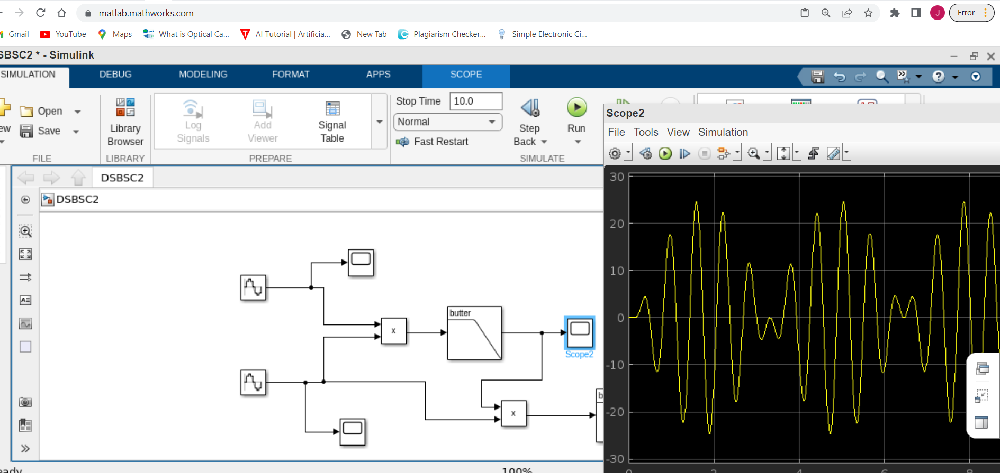 matlab.mathworks.com
J
Error
Gmail
YouTube
Maps
What is Optical Ca...
AI Tutorial | Artificia...
New Tab
Plagiarism Checker...
Simple Electronic Ci...
SBSC2 * - Simulink
SIMULATION
DEBUG
MODELING
FORMAT
APPS
SCOPE
Open
Save
ew
FILE
Library
Browser
LIBRARY
Log
Signals
Add
Viewer
Signal
Table
PREPARE
Stop Time
10.0
Normal
Fast Restart
Step
Back
Run
SIMULATE
Scope2
File
Tools
View
Simulation
DSBSC2
DSBSC2
butter
x
Scope2
x
b
30
20
10
0
-10
-20
-30
0
2
4
6
8
eady
100%